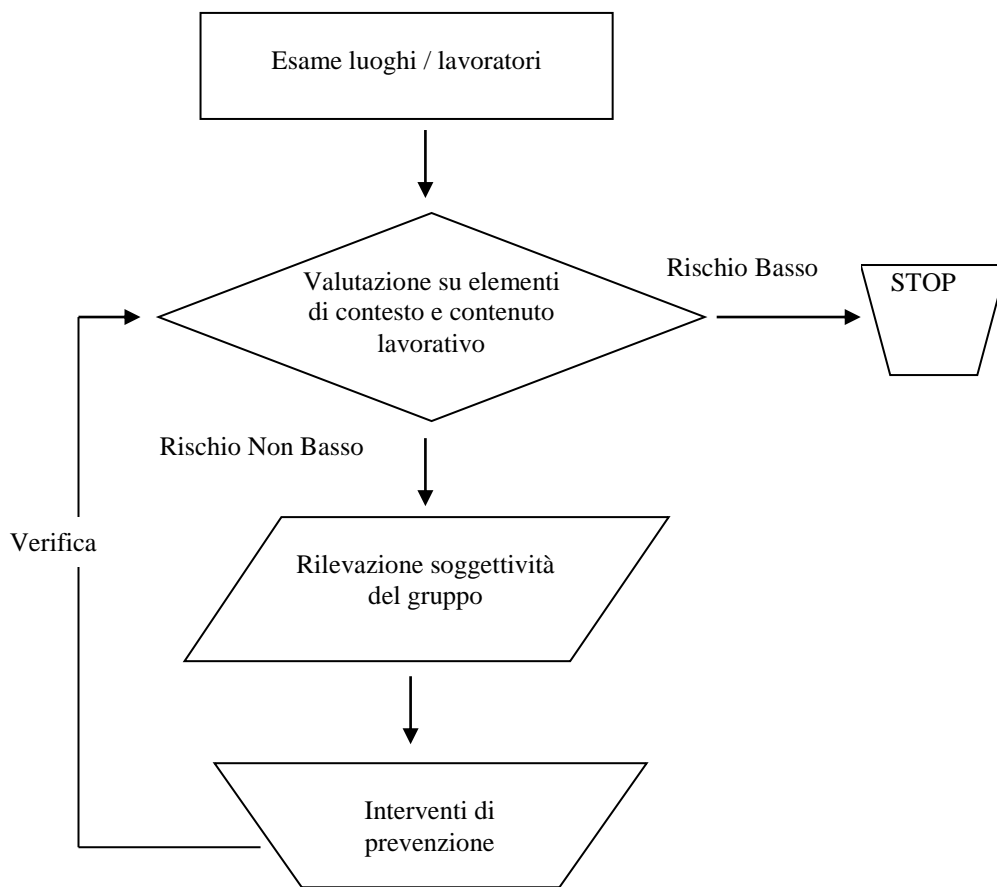 Esame luoghi / lavoratori
Valutazione su elementi
di contesto e contenuto
lavorativo
Rischio Basso
STOP
Rischio Non Basso
Verifica
Rilevazione soggettività
del gruppo
Interventi di
prevenzione